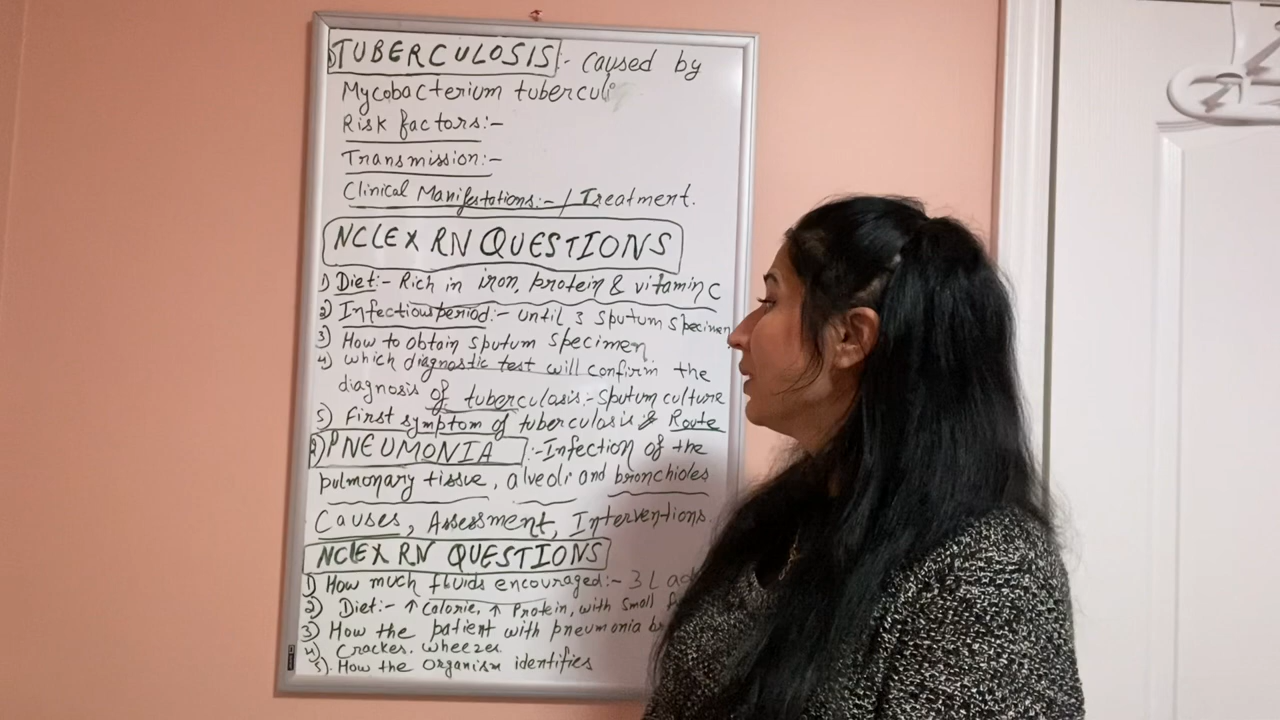 1) TUBERCULOSIS :- caused by
Mycobacterium tuberculi
Risk factors:-
Transmission:-
Clinical Manifestations:- / Treatment.
NCLEX RN QUESTIONS
1) Diet:- Rich in iron, protein & vitamin C
2) Infectious period:- until 3 sputum specimen
3) How to obtain sputum specimen
4) which diagnostic test will confirm the
diagnosis of tuberculosis:- sputum culture
5) First symptom of tuberculosis & Route
2) PNEUMONIA :- Infection of the
pulmonary tissue, alveoli and bronchioles
Causes, Assessment, Interventions.
NCLEX RN QUESTIONS
1) How much fluids encouraged:- 3 L
2) Diet:- ↑ Calorie, ↑ Protein, with small
3) How the patient with pneumonia
4) Crackes. wheezes.
5). How the organism identifies